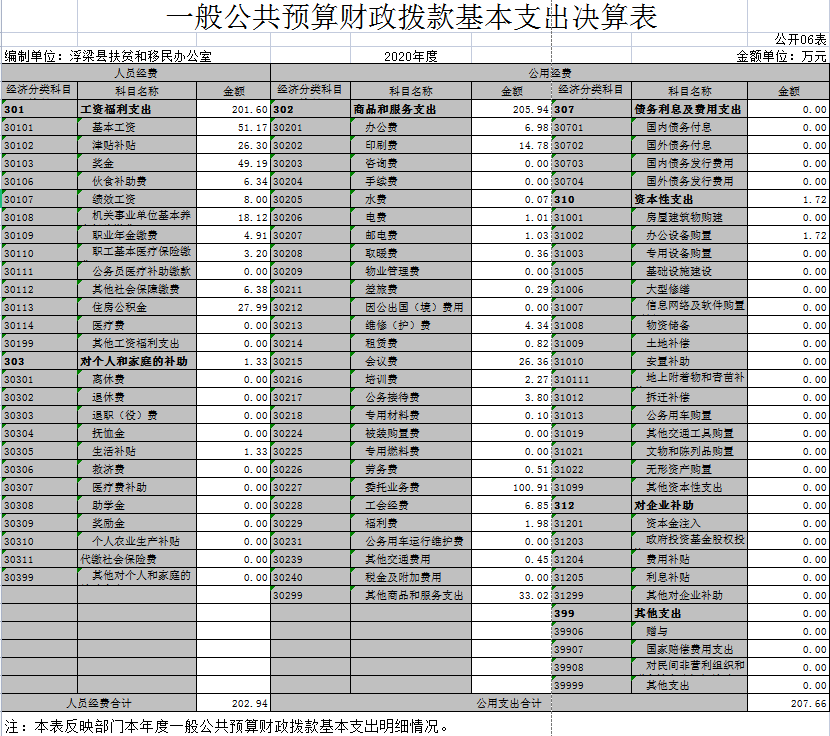 一般公共预算财政拨款基本支出决算表
公开06表
编制单位：浮梁县扶贫和移民办公室 2020年度 金额单位：万元
人员经费 公用经费
经济分类科目 科目名称 金额 经济分类科目 科目名称 金额 经济分类科目 科目名称 金额
301 工资福利支出 201.60 302 商品和服务支出 205.94 307 债务利息及费用支出 0.00
30101 基本工资 51.17 30201 办公费 6.98 30701 国内债务付息 0.00
30102 津贴补贴 26.30 30202 印刷费 14.78 30702 国外债务付息 0.00
30103 奖金 49.19 30203 咨询费 0.00 30703 国内债务发行费用 0.00
30106 伙食补助费 6.34 30204 手续费 0.00 30704 国外债务发行费用 0.00
30107 绩效工资 8.00 30205 水费 0.07 310 资本性支出 1.72
30108 机关事业单位基本养 18.12 30206 电费 1.01 31001 房屋建筑物购建 0.00
30109 职业年金缴费 4.91 30207 邮电费 1.03 31002 办公设备购置 1.72
30110 职工基本医疗保险缴 3.20 30208 取暖费 0.36 31003 专用设备购置 0.00
30111 公务员医疗补助缴款 0.00 30209 物业管理费 0.00 31005 基础设施建设 0.00
30112 其他社会保障缴费 6.38 30211 差旅费 0.29 31006 大型修缮 0.00
30113 住房公积金 27.99 30212 因公出国（境）费用 0.00 31007 信息网络及软件购置 0.00
30114 医疗费 0.00 30213 维修（护）费 4.34 31008 物资储备 0.00
30199 其他工资福利支出 0.00 30214 租赁费 0.82 31009 土地补偿 0.00
303 对个人和家庭的补助 1.33 30215 会议费 26.36 31010 安置补助 0.00
30301 离休费 0.00 30216 培训费 2.27 310111 地上附着物和青苗补 0.00
30302 退休费 0.00 30217 公务接待费 3.80 31012 拆迁补偿 0.00
30303 退职（役）费 0.00 30218 专用材料费 0.10 31013 公务用车购置 0.00
30304 抚恤金 0.00 30224 被装购置费 0.00 31019 其他交通工具购置 0.00
30305 生活补贴 1.33 30225 专用燃料费 0.00 31021 文物和陈列品购置 0.00
30306 救济费 0.00 30226 劳务费 0.51 31022 无形资产购置 0.00
30307 医疗费补助 0.00 30227 委托业务费 100.91 31099 其他资本性支出 0.00
30308 助学金 0.00 30228 工会经费 6.85 312 对企业补助 0.00
30309 奖励金 0.00 30229 福利费 1.98 31201 资本金注入 0.00
30310 个人农业生产补贴 0.00 30231 公务用车运行维护费 0.00 31203 政府投资基金股权投 0.00
30311 代缴社会保险费 0.00 30239 其他交通费用 0.45 31204 费用补贴 0.00
30399 其他对个人和家庭的 0.00 30240 税金及附加费用 0.00 31205 利息补贴 0.00
30299 其他商品和服务支出 33.02 31299 其他对企业补助 0.00
399 其他支出 0.00
39906 赠与 0.00
39907 国家赔偿费用支出 0.00
39908 对民间非营利组织和 0.00
39999 其他支出 0.00
人员经费合计 202.94 公用支出合计 207.66
注：本表反映部门本年度一般公共预算财政拨款基本支出明细情况。